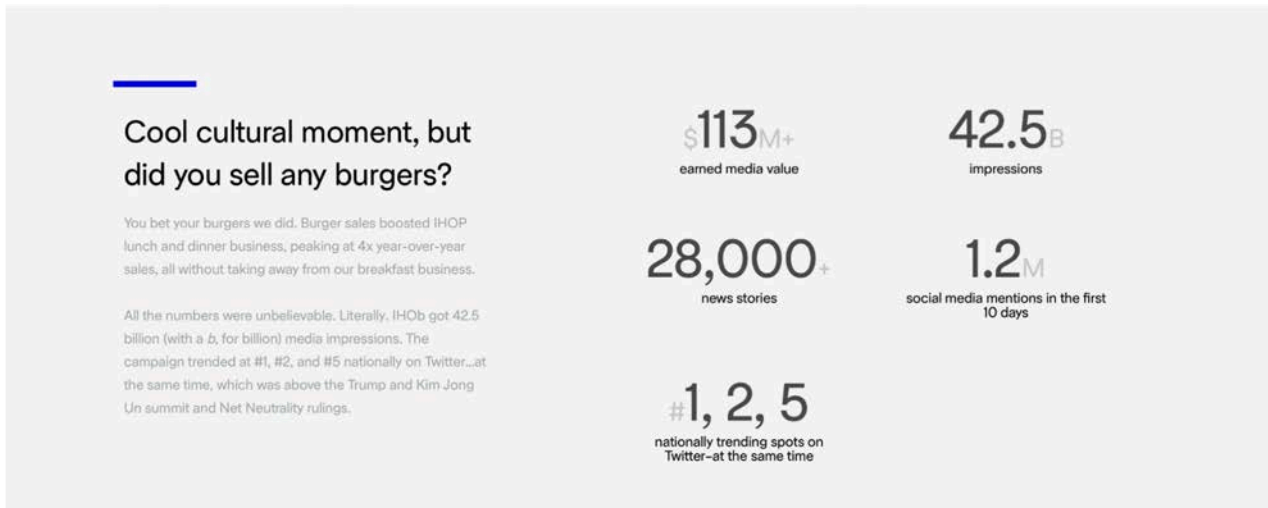 Cool cultural moment, but
did you sell any burgers?
You bet your burgers we did. Burger sales boosted IHOP
lunch and dinner business, peaking at 4x year-over-year
sales, all without taking away from our breakfast business.
All the numbers were unbelievable. Literally. IHOb got 42.5
billion (with a b, for billion) media impressions. The
campaign trended at #1, #2, and #5 nationally on Twitter...at
the same time, which was above the Trump and Kim Jong
Un summit and Net Neutrality rulings.
$113M+
earned media value
42.5B
impressions
28,000+
news stories
1.2M
social media mentions in the first
10 days
#1, 2, 5
nationally trending spots on
Twitter–at the same time